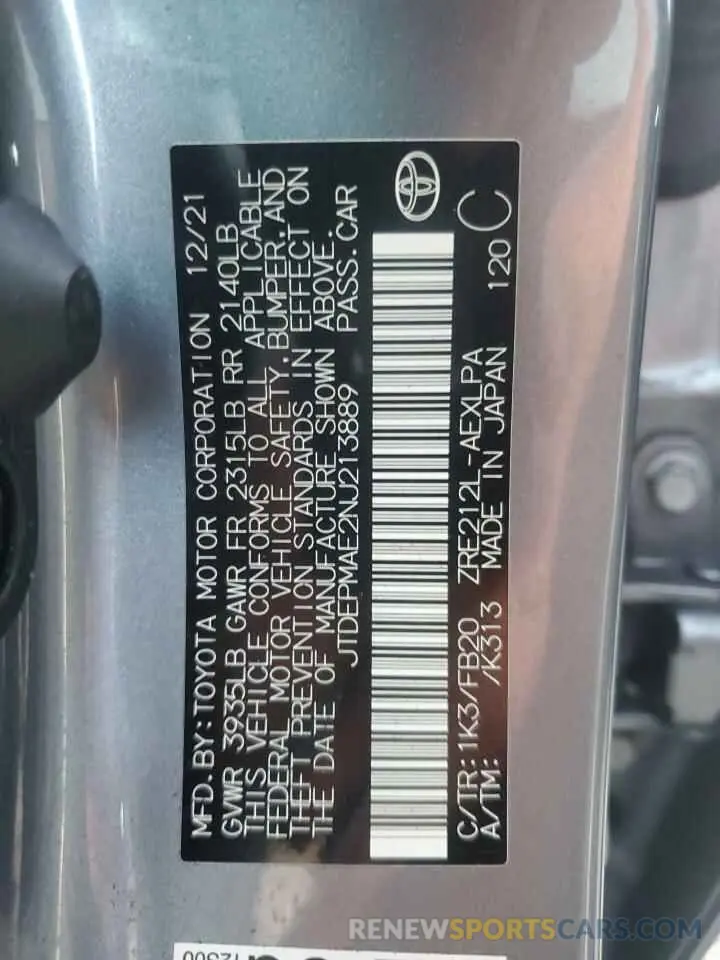 MFD.BY:TOYOTA MOTOR CORPORATION 12/21
GVWR 3935LB GAWR FR 2315LB RR 2140LB
THIS VEHICLE CONFORMS TO ALL APPLICABLE
FEDERAL MOTOR VEHICLE SAFETY,BUMPER,AND
THEFT PREVENTION STANDARDS IN EFFECT ON
THE DATE OF MANUFACTURE SHOWN ABOVE.
JTDEPMAE2NJ213889 PASS.CAR
C/TR:1K3/FB20 ZRE212L-AEXLPA 120 C
A/TM: /K313 MADE IN JAPAN
RENEWSPORTSCARS.COM